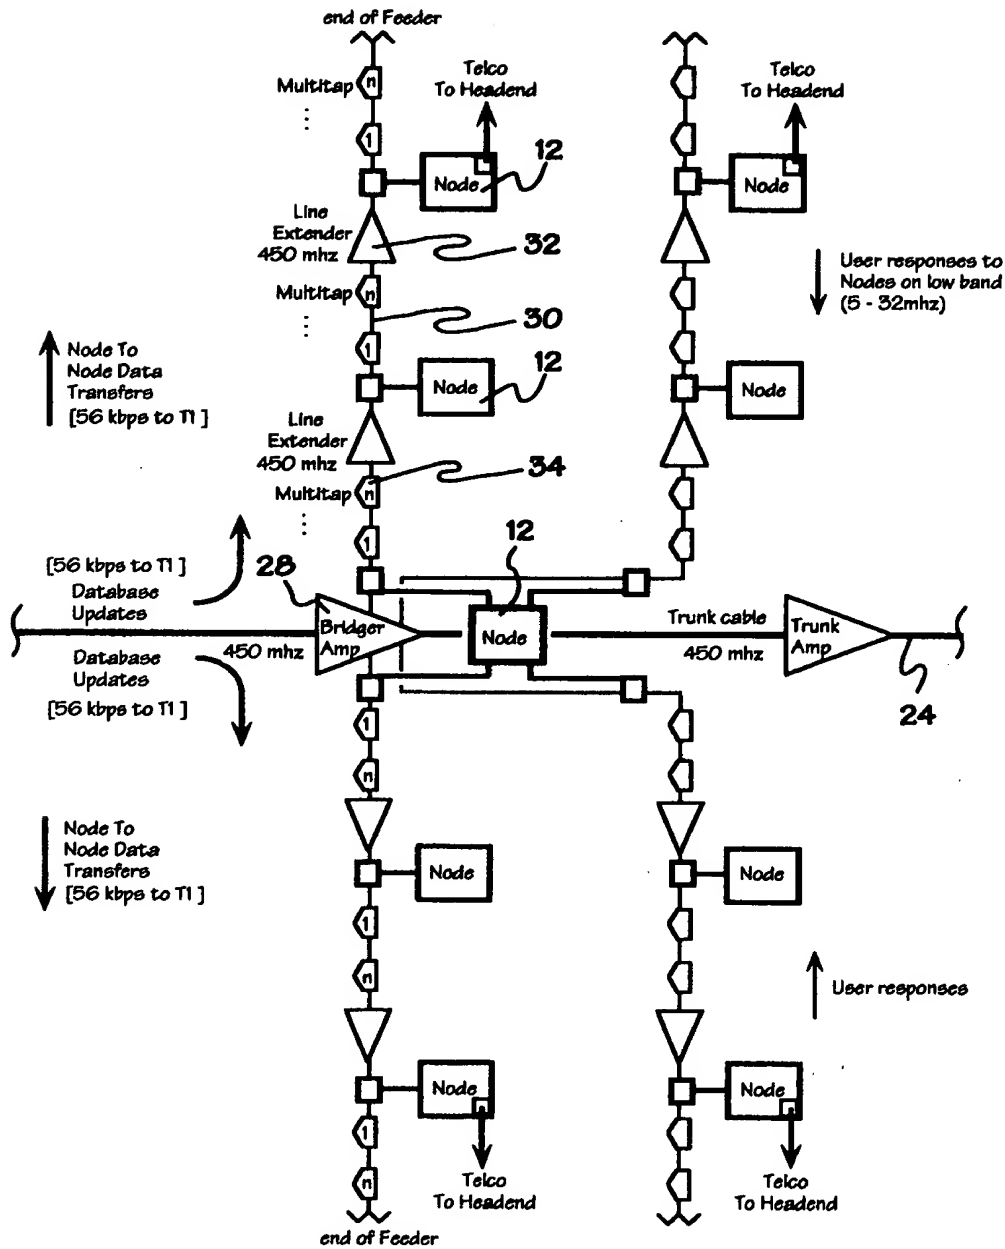 end of Feeder
Multitap
n
Telco
To Headend
Telco
To Headend
1
12
Node
Node
Line
Extender
450 mhz
32
User responses to
Nodes on low band
(5 - 32mhz)
Multitap
n
30
Node To
Node Data
Transfers
[56 kbps to T1 ]
1
12
Node
Node
Line
Extender
450 mhz
34
Multitap
n
1
12
[56 kbps to T1 ]
Database
Updates
28
Bridger
Amp
Node
Trunk cable
450 mhz
Trunk
Amp
Database
Updates
[56 kbps to T1 ]
450 mhz
24
1
n
Node To
Node Data
Transfers
[56 kbps to T1 ]
Node
Node
1
n
User responses
Node
Node
1
n
Telco
To Headend
Telco
To Headend
end of Feeder